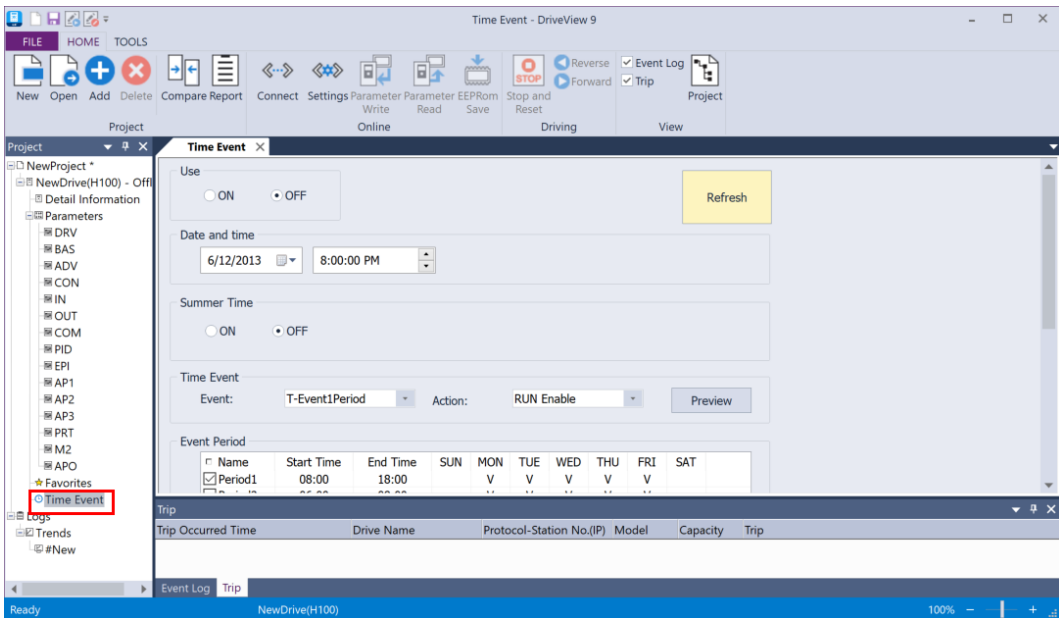 Time Event - DriveView 9
FILE HOME TOOLS
New Open Add Delete Compare Report Connect Settings Parameter Write Parameter Read EEPRom Save Stop and Reset Reverse Forward Event Log Trip Project
STOP
Project Online Driving View
Project
NewProject *
NewDrive(H100) - Offl
Detail Information
Parameters
DRV
BAS
ADV
CON
IN
OUT
COM
PID
EPI
AP1
AP2
AP3
PRT
M2
APO
Favorites
Time Event
Logs
Trends
#New
Time Event
Use
ON OFF
Refresh
Date and time
6/12/2013 8:00:00 PM
Summer Time
ON OFF
Time Event
Event: T-Event1Period Action: RUN Enable Preview
Event Period
Name Start Time End Time SUN MON TUE WED THU FRI SAT
Period1 08:00 18:00 V V V V V
Trip
Trip Occurred Time Drive Name Protocol-Station No.(IP) Model Capacity Trip
Event Log Trip
Ready NewDrive(H100) 100%